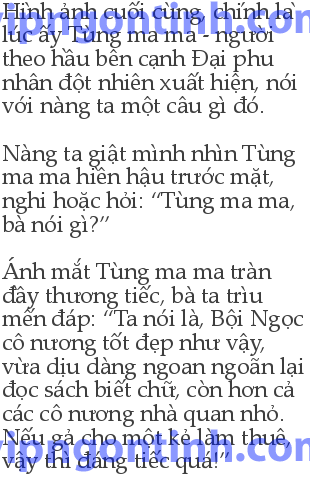 Hình ảnh cuối cùng, chính là
lúc ấy Tùng ma ma - người
theo hầu bên cạnh Đại phu
nhân đột nhiên xuất hiện, nói
với nàng ta một câu gì đó.
Nàng ta giật mình nhìn Tùng
ma ma hiền hậu trước mặt,
nghi hoặc hỏi: “Tùng ma ma,
bà nói gì?”
Ánh mắt Tùng ma ma tràn
đầy thương tiếc, bà ta trìu
mến đáp: “Ta nói là, Bội Ngọc
cô nương tốt đẹp như vậy,
vừa dịu dàng ngoan ngoãn lại
đọc sách biết chữ, còn hơn cả
các cô nương nhà quan nhỏ.
Nếu gả cho một kẻ làm thuê,
vậy thì đáng tiếc quá!”
vipngontinh.com
vipngontinh.com